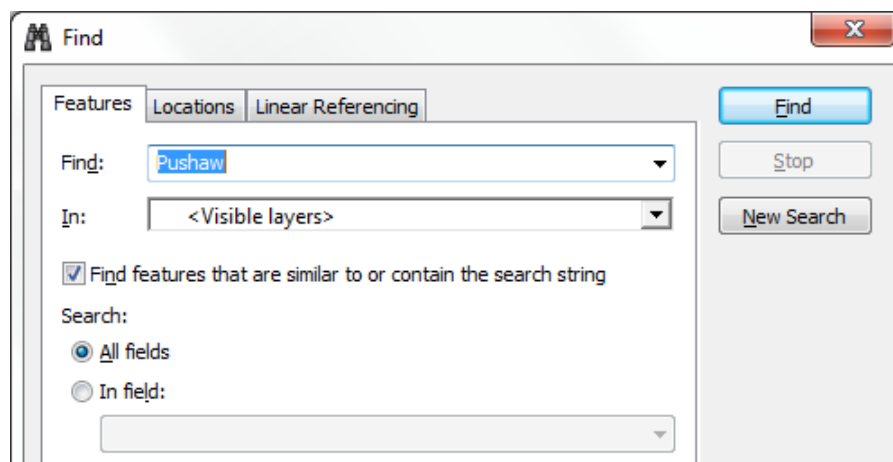 Find
Features Locations Linear Referencing
Find: Pushaw
In: <Visible layers>
Find features that are similar to or contain the search string
Search:
All fields
In field:
Find
Stop
New Search